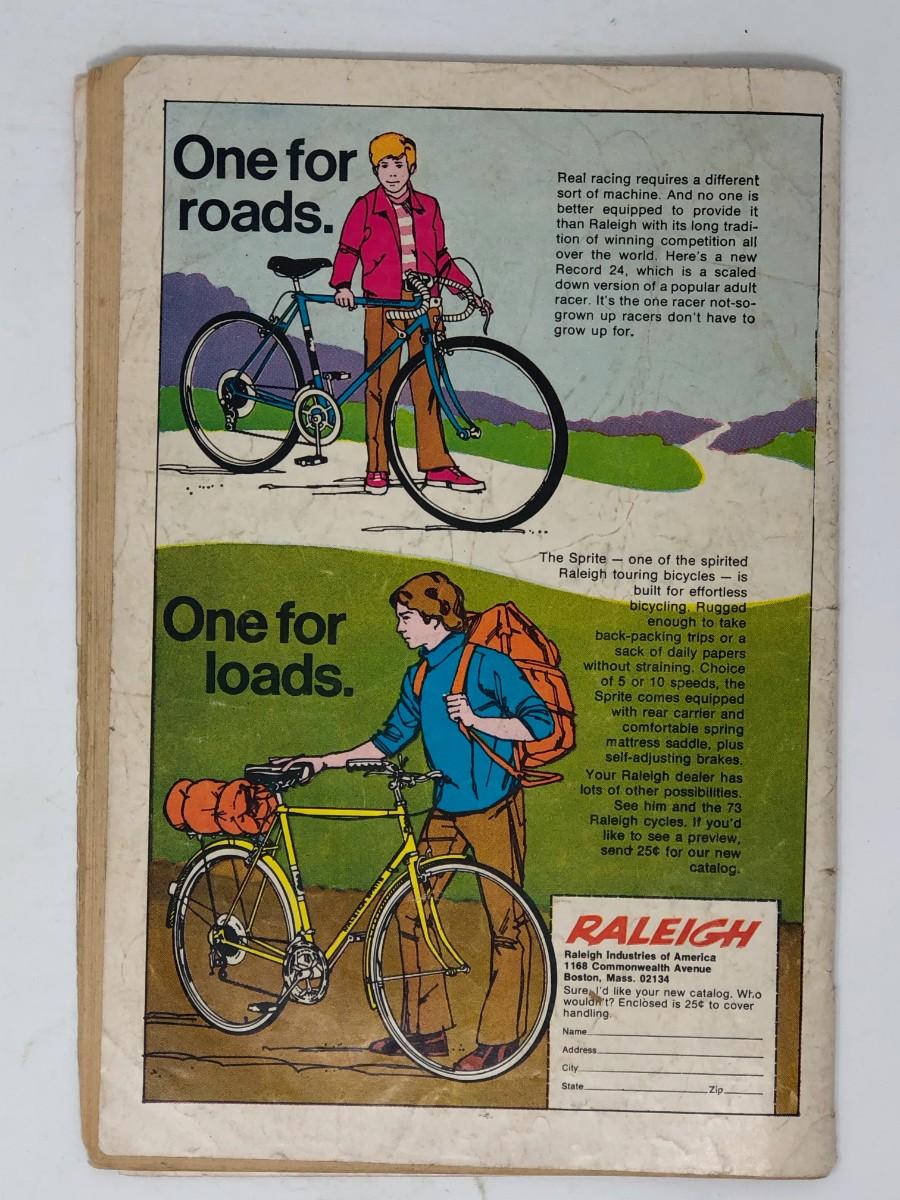 One for
roads.
Real racing requires a different
sort of machine. And no one is
better equipped to provide it
than Raleigh with its long tradi-
tion of winning competition all
over the world. Here's a new
Record 24, which is a scaled
down version of a popular adult
racer. It's the one racer not-so-
grown up racers don't have to
grow up for.
The Sprite — one of the spirited
Raleigh touring bicycles — is
built for effortless
bicycling. Rugged
enough to take
back-packing trips or a
sack of daily papers
without straining. Choice
of 5 or 10 speeds, the
Sprite comes equipped
with rear carrier and
comfortable spring
mattress saddle, plus
self-adjusting brakes.
Your Raleigh dealer has
lots of other possibilities.
See him and the 73
Raleigh cycles. If you'd
like to see a preview,
send 25¢ for our new
catalog.
One for
loads.
RALEIGH SPRITE
RALEIGH
Raleigh Industries of America
1168 Commonwealth Avenue
Boston, Mass. 02134
Sure, I'd like your new catalog. Who
wouldn't? Enclosed is 25¢ to cover
handling.
Name
Address
City
State Zip